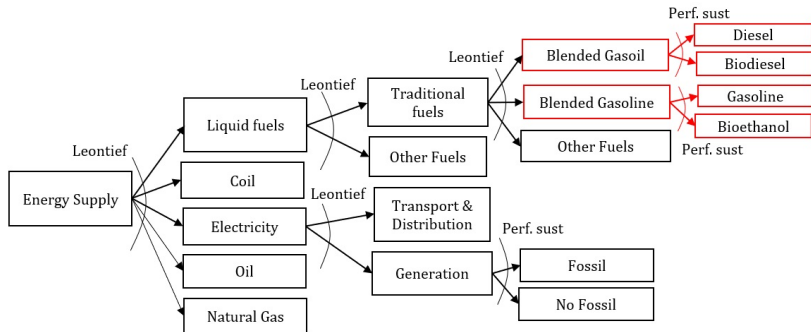 Perf. sust
Diesel
Blended Gasoil
Leontief
Biodiesel
Leontief
Traditional
fuels
Gasoline
Blended Gasoline
Liquid fuels
Bioethanol
Leontief
Other Fuels
Other Fuels
Perf. sust
Coil
Leontief
Energy Supply
Transport &
Distribution
Electricity
Perf. sust
Oil
Generation
Fossil
No Fossil
Natural Gas